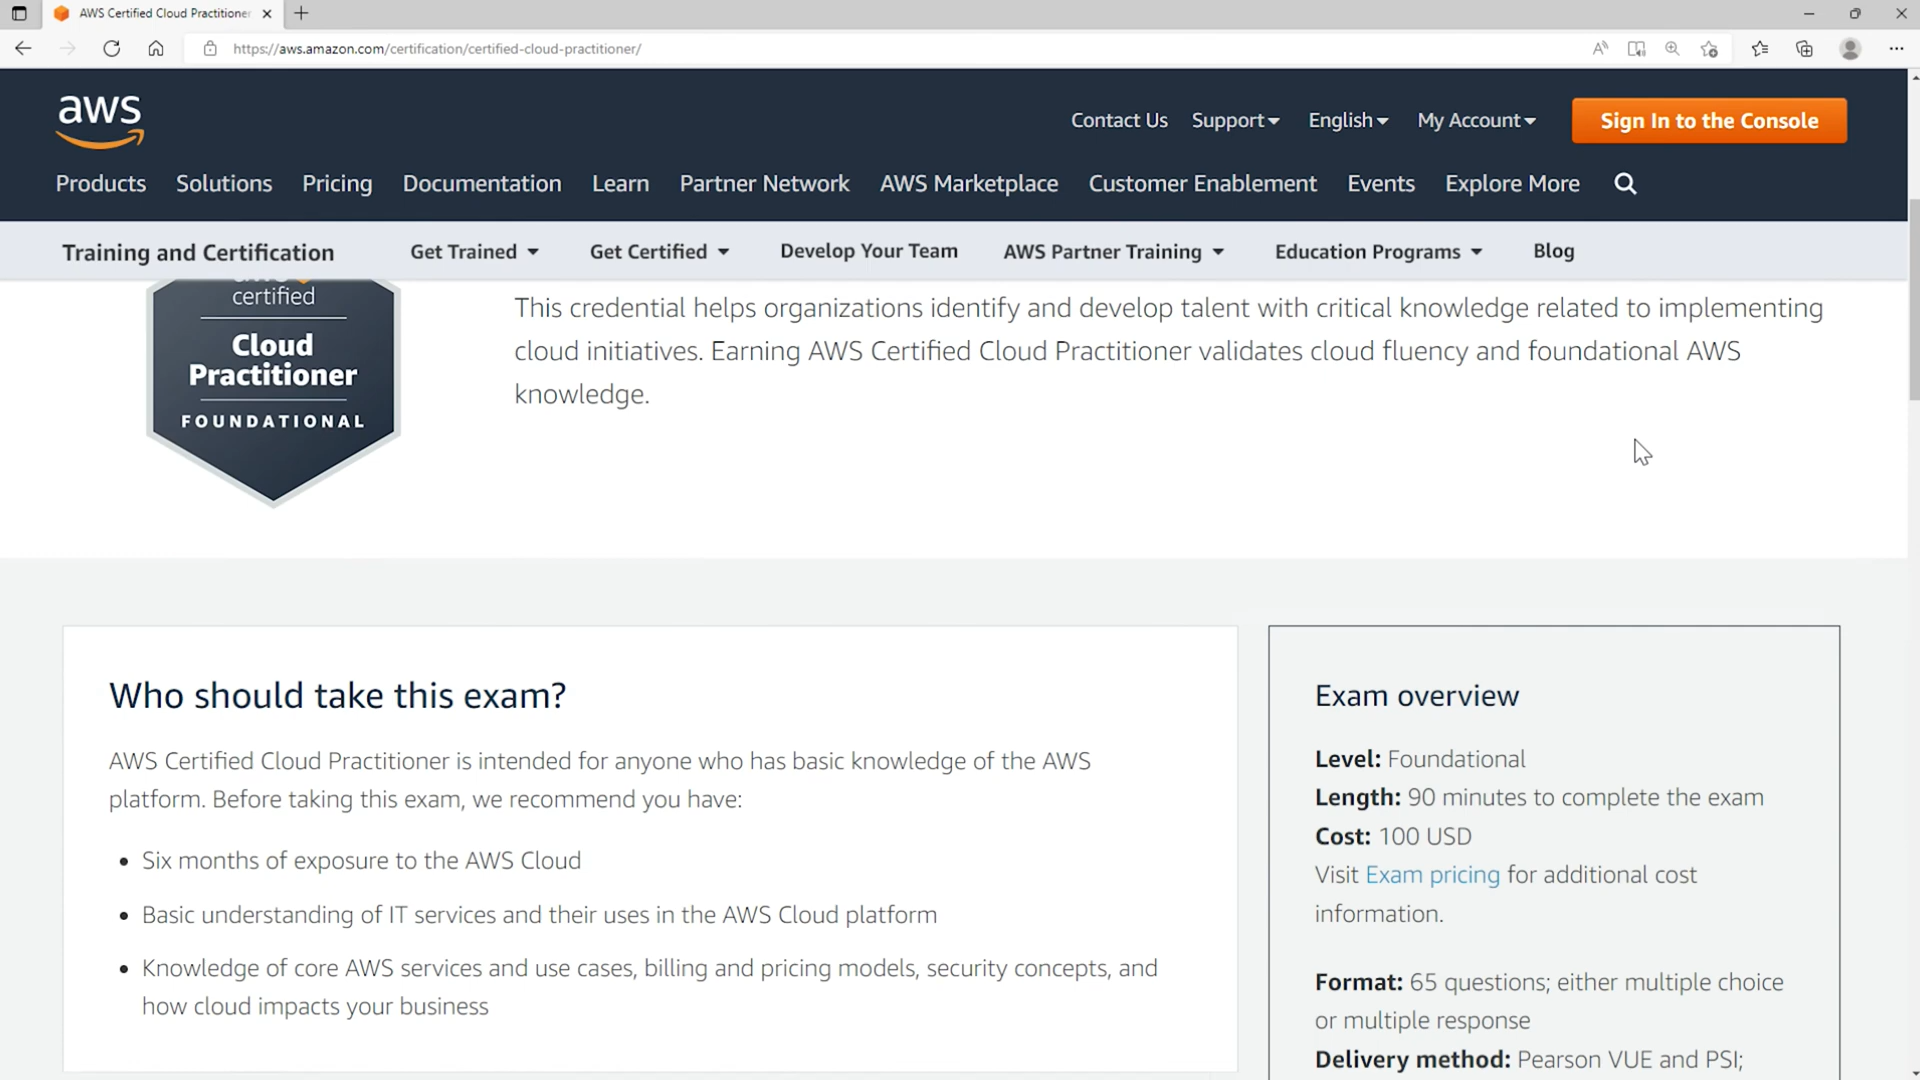 AWS Certified Cloud Practitioner
https://aws.amazon.com/certification/certified-cloud-practitioner/
aws
Contact Us Support English My Account Sign In to the Console
Products Solutions Pricing Documentation Learn Partner Network AWS Marketplace Customer Enablement Events Explore More
Training and Certification Get Trained Get Certified Develop Your Team AWS Partner Training Education Programs Blog
certified
Cloud
Practitioner
FOUNDATIONAL
This credential helps organizations identify and develop talent with critical knowledge related to implementing
cloud initiatives. Earning AWS Certified Cloud Practitioner validates cloud fluency and foundational AWS
knowledge.
Who should take this exam?
AWS Certified Cloud Practitioner is intended for anyone who has basic knowledge of the AWS
platform. Before taking this exam, we recommend you have:
• Six months of exposure to the AWS Cloud
• Basic understanding of IT services and their uses in the AWS Cloud platform
• Knowledge of core AWS services and use cases, billing and pricing models, security concepts, and
how cloud impacts your business
Exam overview
Level: Foundational
Length: 90 minutes to complete the exam
Cost: 100 USD
Visit Exam pricing for additional cost
information.
Format: 65 questions; either multiple choice
or multiple response
Delivery method: Pearson VUE and PSI;